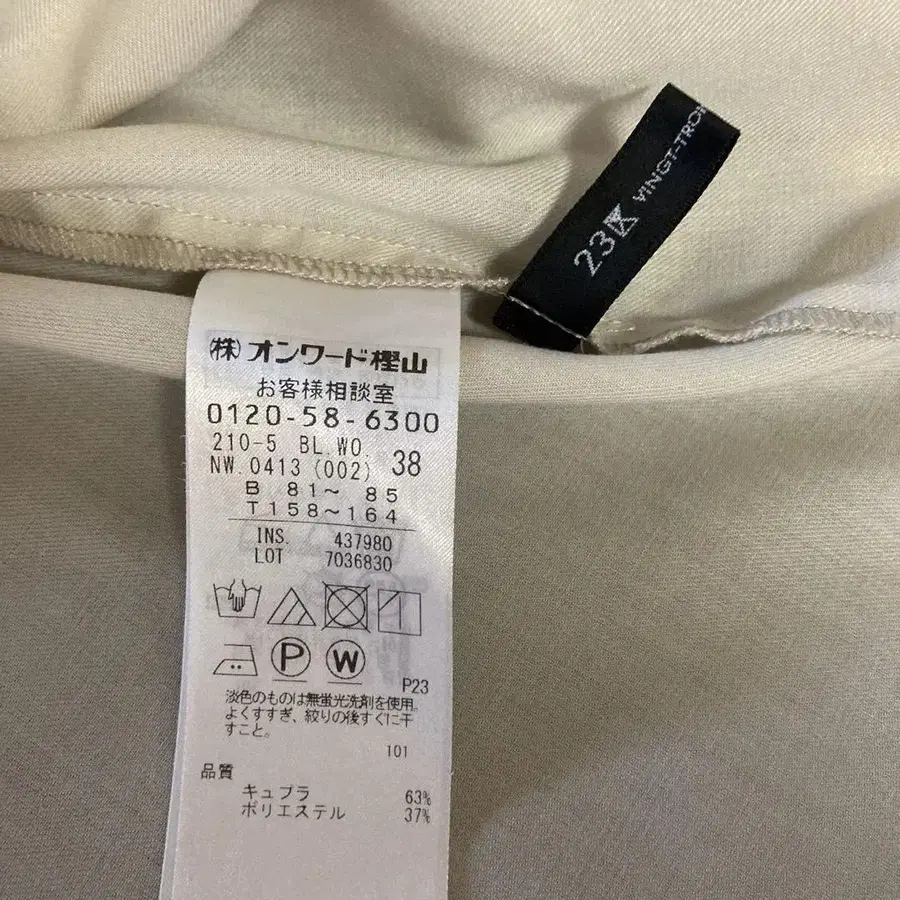 23区 VINGT-TROI
(株)オンワード樫山
お客様相談室
0120-58-6300
210-5 BL.WO.
NW.0413 (002) 38
B 81〜 85
T158〜164
INS. 437980
LOT 7036830
P
W
P23
淡色のものは無蛍光洗剤を使用。
よくすすぎ、絞りの後すぐに干
すこと。
101
品質
キュプラ 63%
ポリエステル 37%